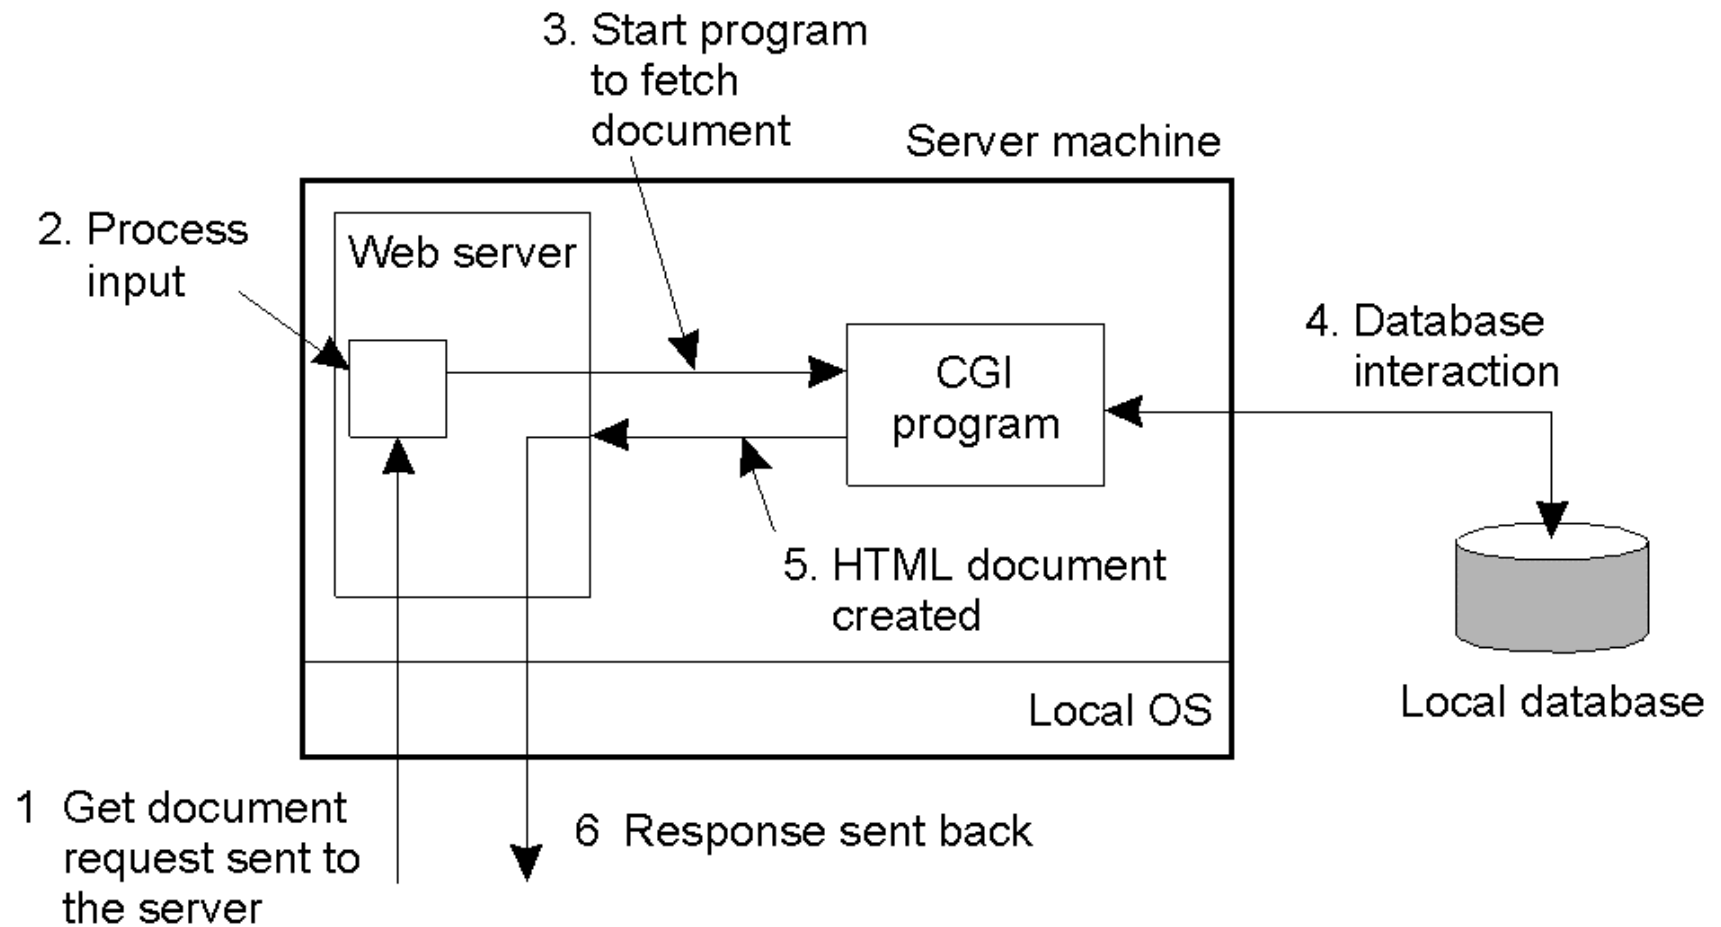 3. Start program
to fetch
document
Server machine
2. Process
input
Web server
CGI
program
4. Database
interaction
5. HTML document
created
Local OS
Local database
1 Get document
request sent to
the server
6 Response sent back